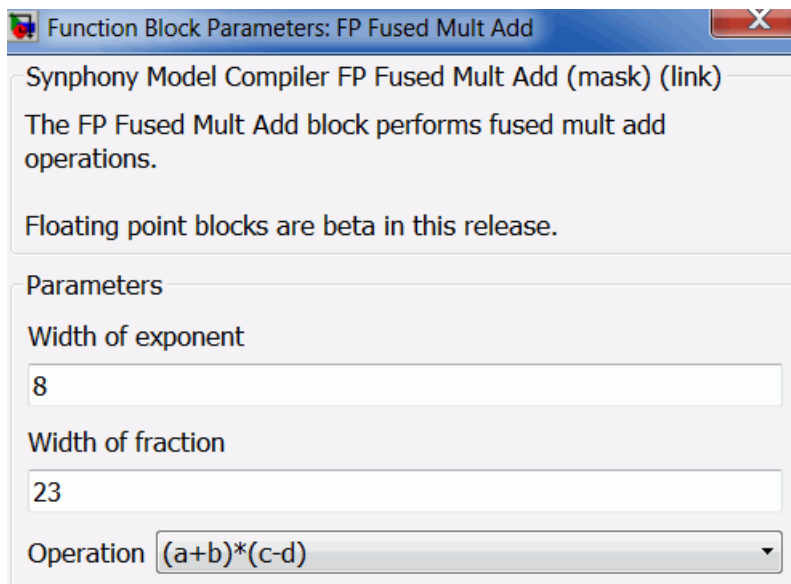 Function Block Parameters: FP Fused Mult Add
Synphony Model Compiler FP Fused Mult Add (mask) (link)
The FP Fused Mult Add block performs fused mult add
operations.
Floating point blocks are beta in this release.
Parameters
Width of exponent
8
Width of fraction
23
Operation (a+b)*(c-d)